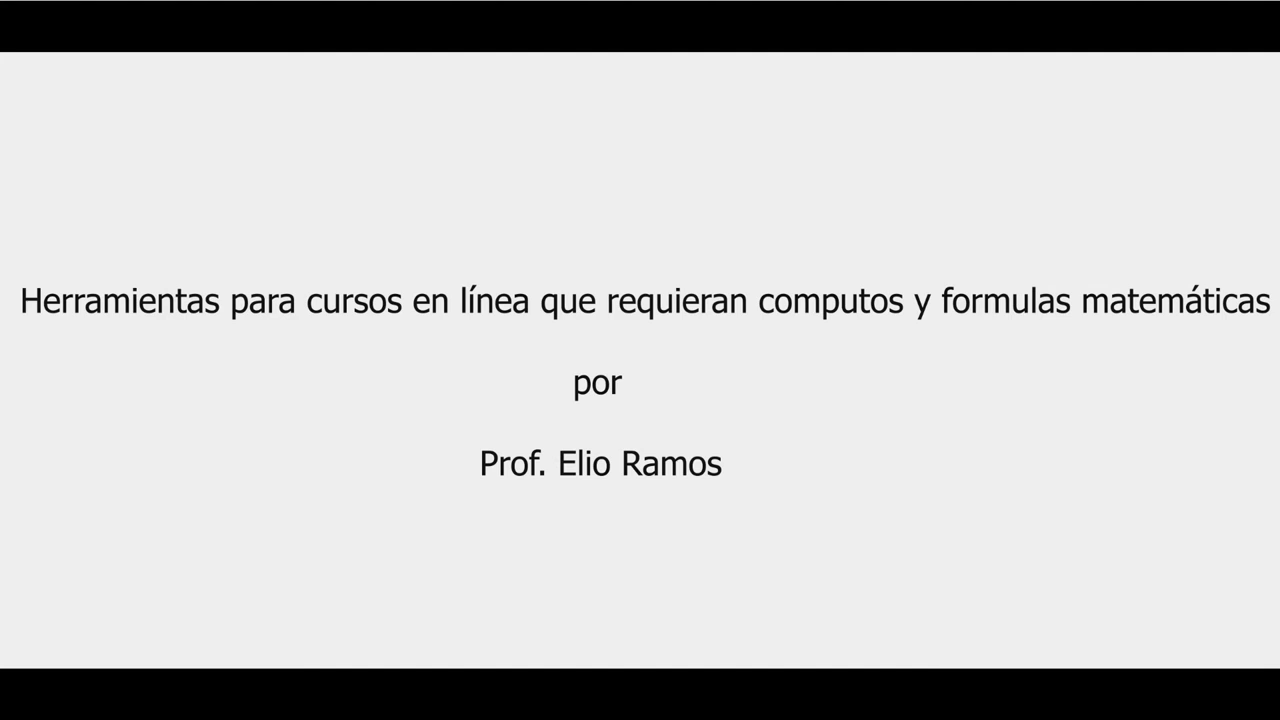 Herramientas para cursos en línea que requieran computos y formulas matemáticas
por
Prof. Elio Ramos